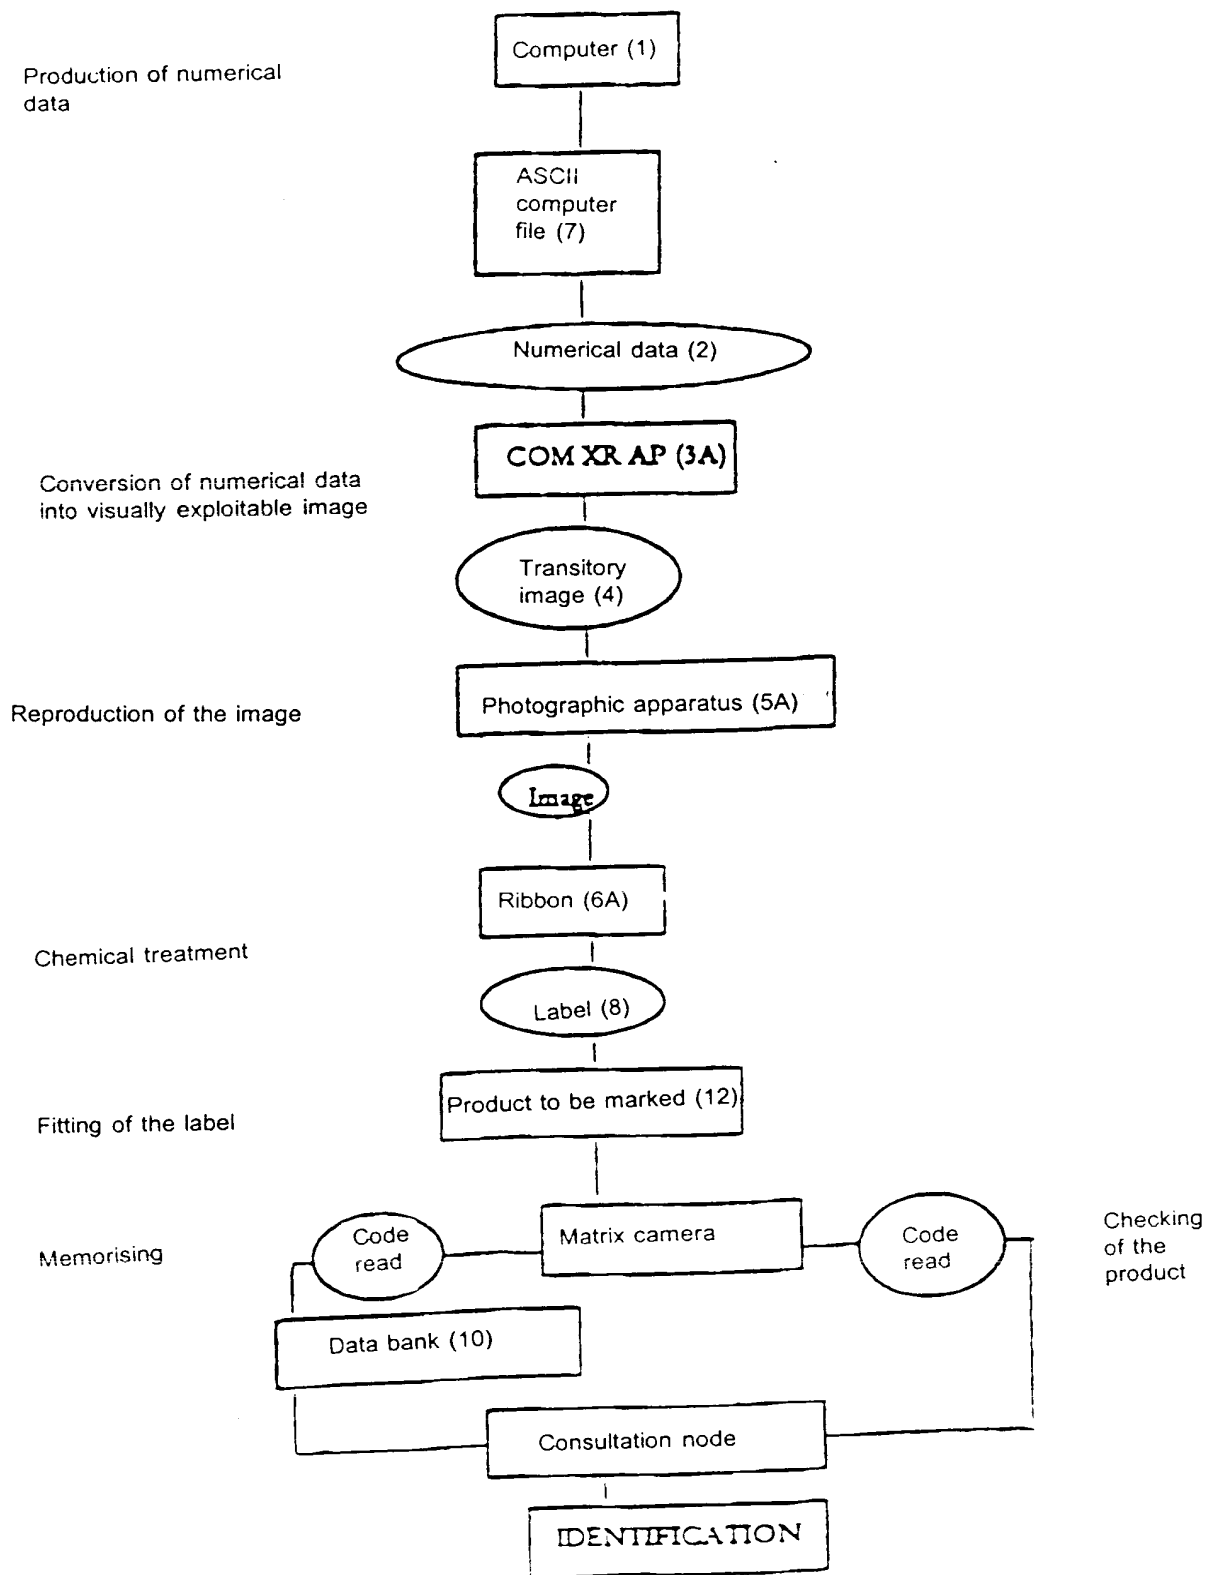 Computer (1)
Production of numerical
data
ASCII
computer
file (7)
Numerical data (2)
COM XR AP (3A)
Conversion of numerical data
into visually exploitable image
Transitory
image (4)
Photographic apparatus (5A)
Reproduction of the image
Image
Ribbon (6A)
Chemical treatment
Label (8)
Product to be marked (12)
Fitting of the label
Memorising
Code
read
Matrix camera
Code
read
Checking
of the
product
Data bank (10)
Consultation node
IDENTIFICATION